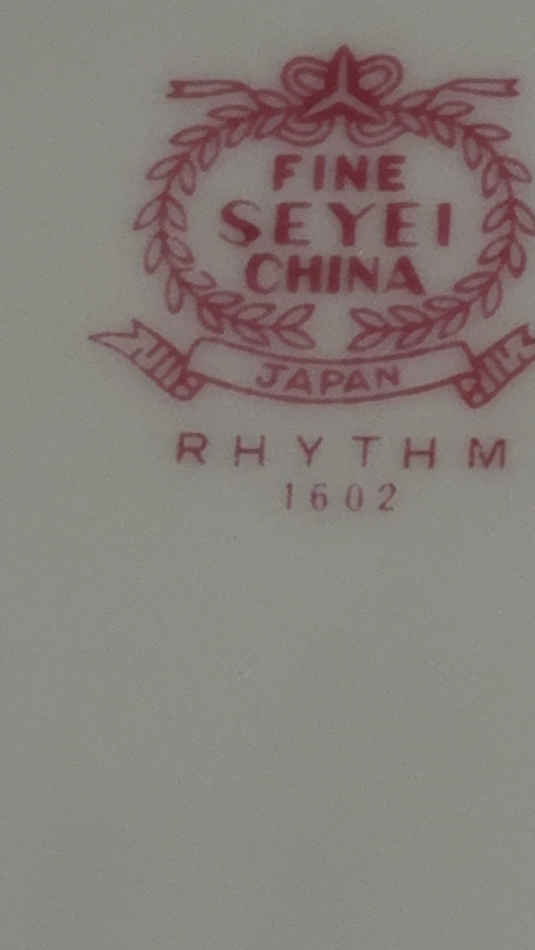 FINE
SEYEI
CHINA
JAPAN
RHYTHM
1602